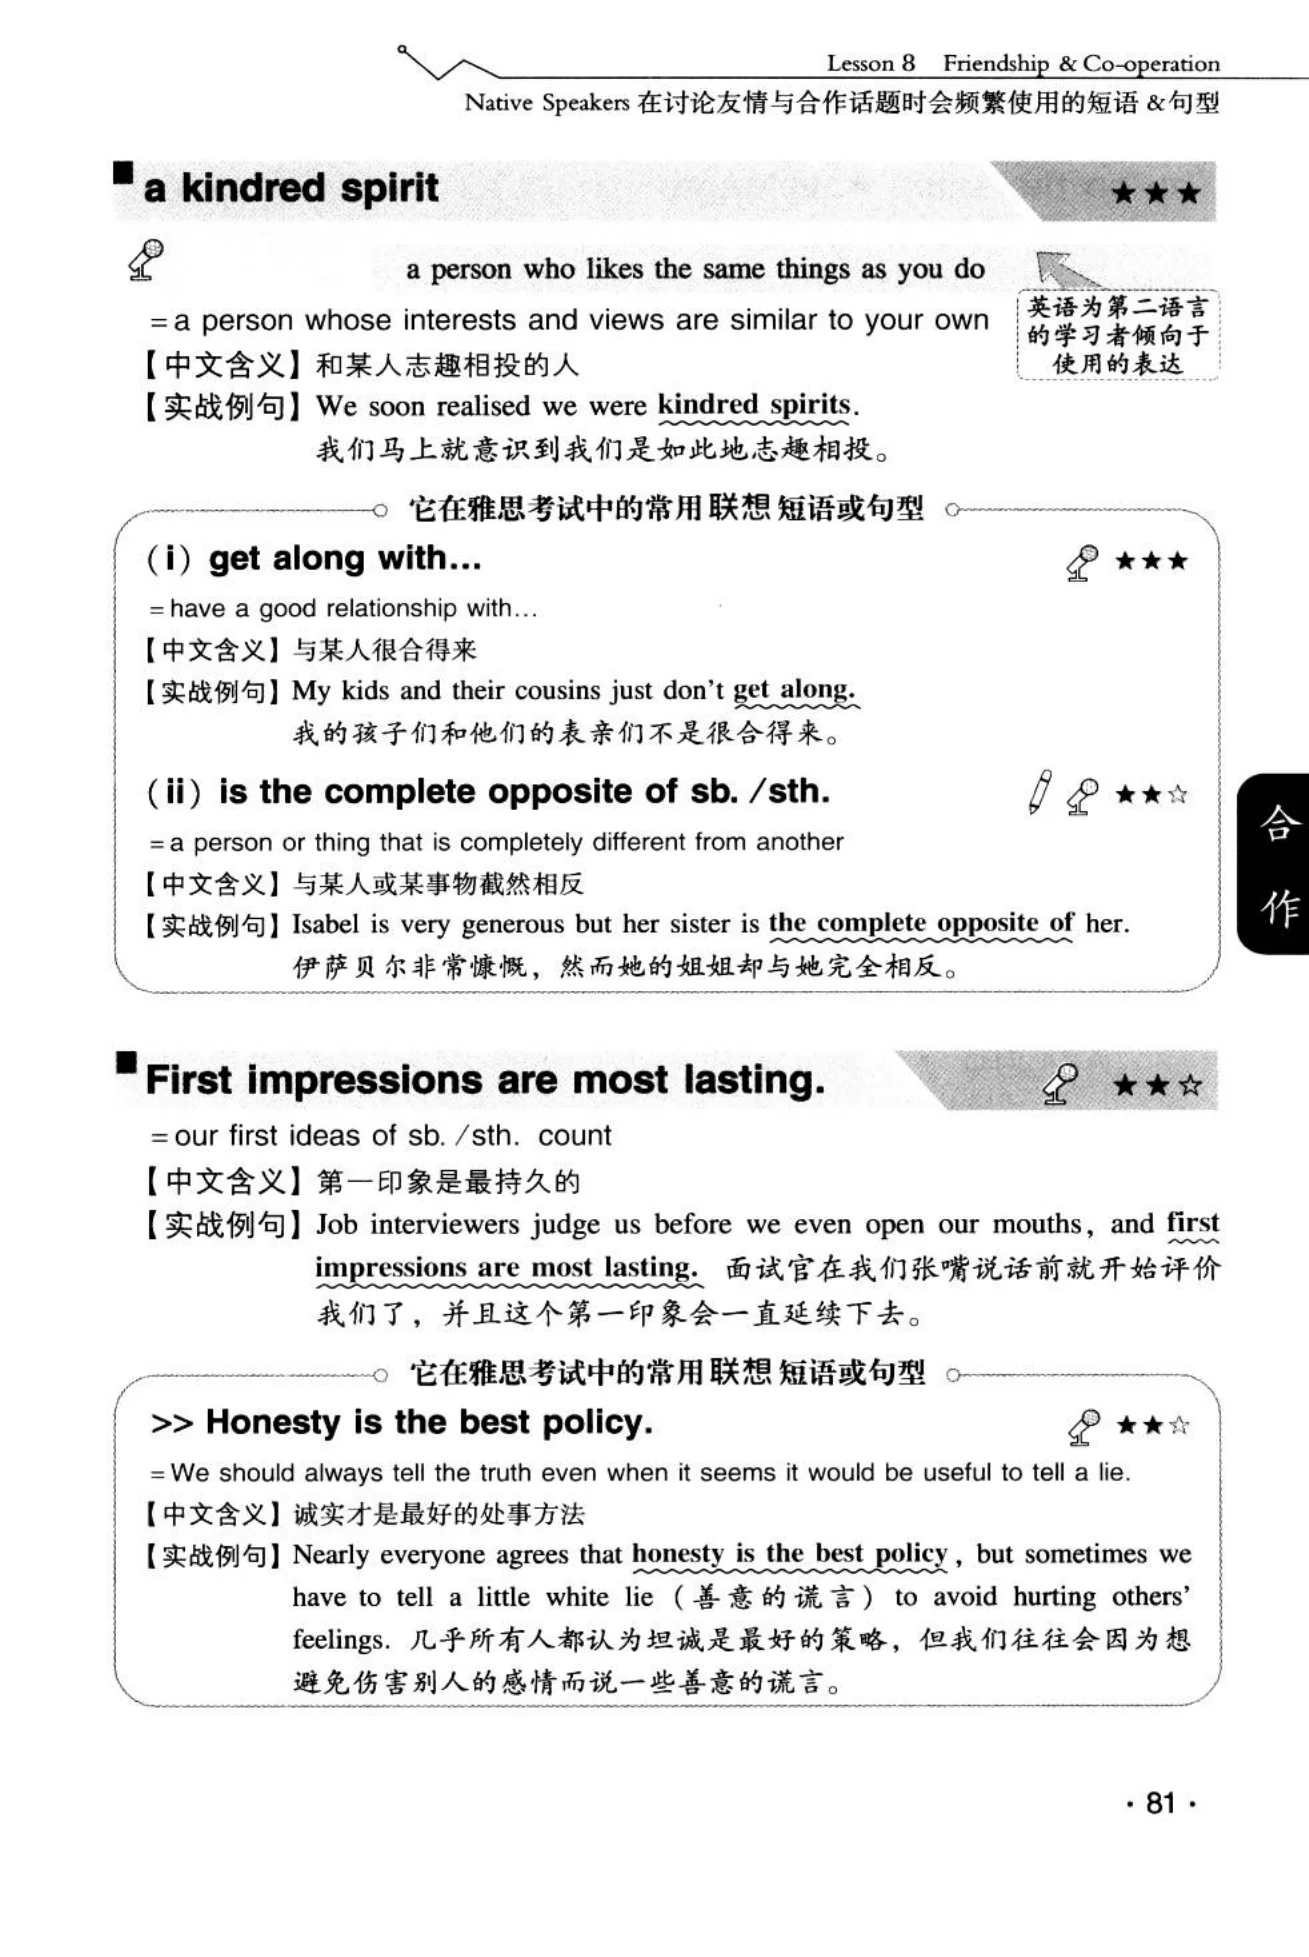 Lesson 8 Friendship & Co-operation
Native Speakers 在讨论友情与合作话题时会频繁使用的短语&句型
a kindred spirit ★★★
a person who likes the same things as you do
英语为第二语言
的学习者倾向于
使用的表达
=a person whose interests and views are similar to your own
【中文含义】和某人志趣相投的人
【实战例句】We soon realised we were kindred spirits.
我们马上就意识到我们是如此地志趣相投。
它在雅思考试中的常用联想短语或句型
(i) get along with... ★★★
=have a good relationship with...
【中文含义】与某人很合得来
【实战例句】My kids and their cousins just don't get along.
我的孩子们和他们的表亲们不是很合得来。
(ii) is the complete opposite of sb. /sth. ★★☆
=a person or thing that is completely different from another
【中文含义】与某人或某事物截然相反
【实战例句】Isabel is very generous but her sister is the complete opposite of her.
伊萨贝尔非常慷慨，然而她的姐姐却与她完全相反。
合
作
First impressions are most lasting. ★★☆
=our first ideas of sb. /sth. count
【中文含义】第一印象是最持久的
【实战例句】Job interviewers judge us before we even open our mouths, and first
impressions are most lasting. 面试官在我们张嘴说话前就开始评价
我们了，并且这个第一印象会一直延续下去。
它在雅思考试中的常用联想短语或句型
>> Honesty is the best policy. ★★☆
=We should always tell the truth even when it seems it would be useful to tell a lie.
【中文含义】诚实才是最好的处事方法
【实战例句】Nearly everyone agrees that honesty is the best policy, but sometimes we
have to tell a little white lie (善意的谎言) to avoid hurting others'
feelings. 几乎所有人都认为坦诚是最好的策略，但我们往往会因为想
避免伤害别人的感情而说一些善意的谎言。
· 81 ·